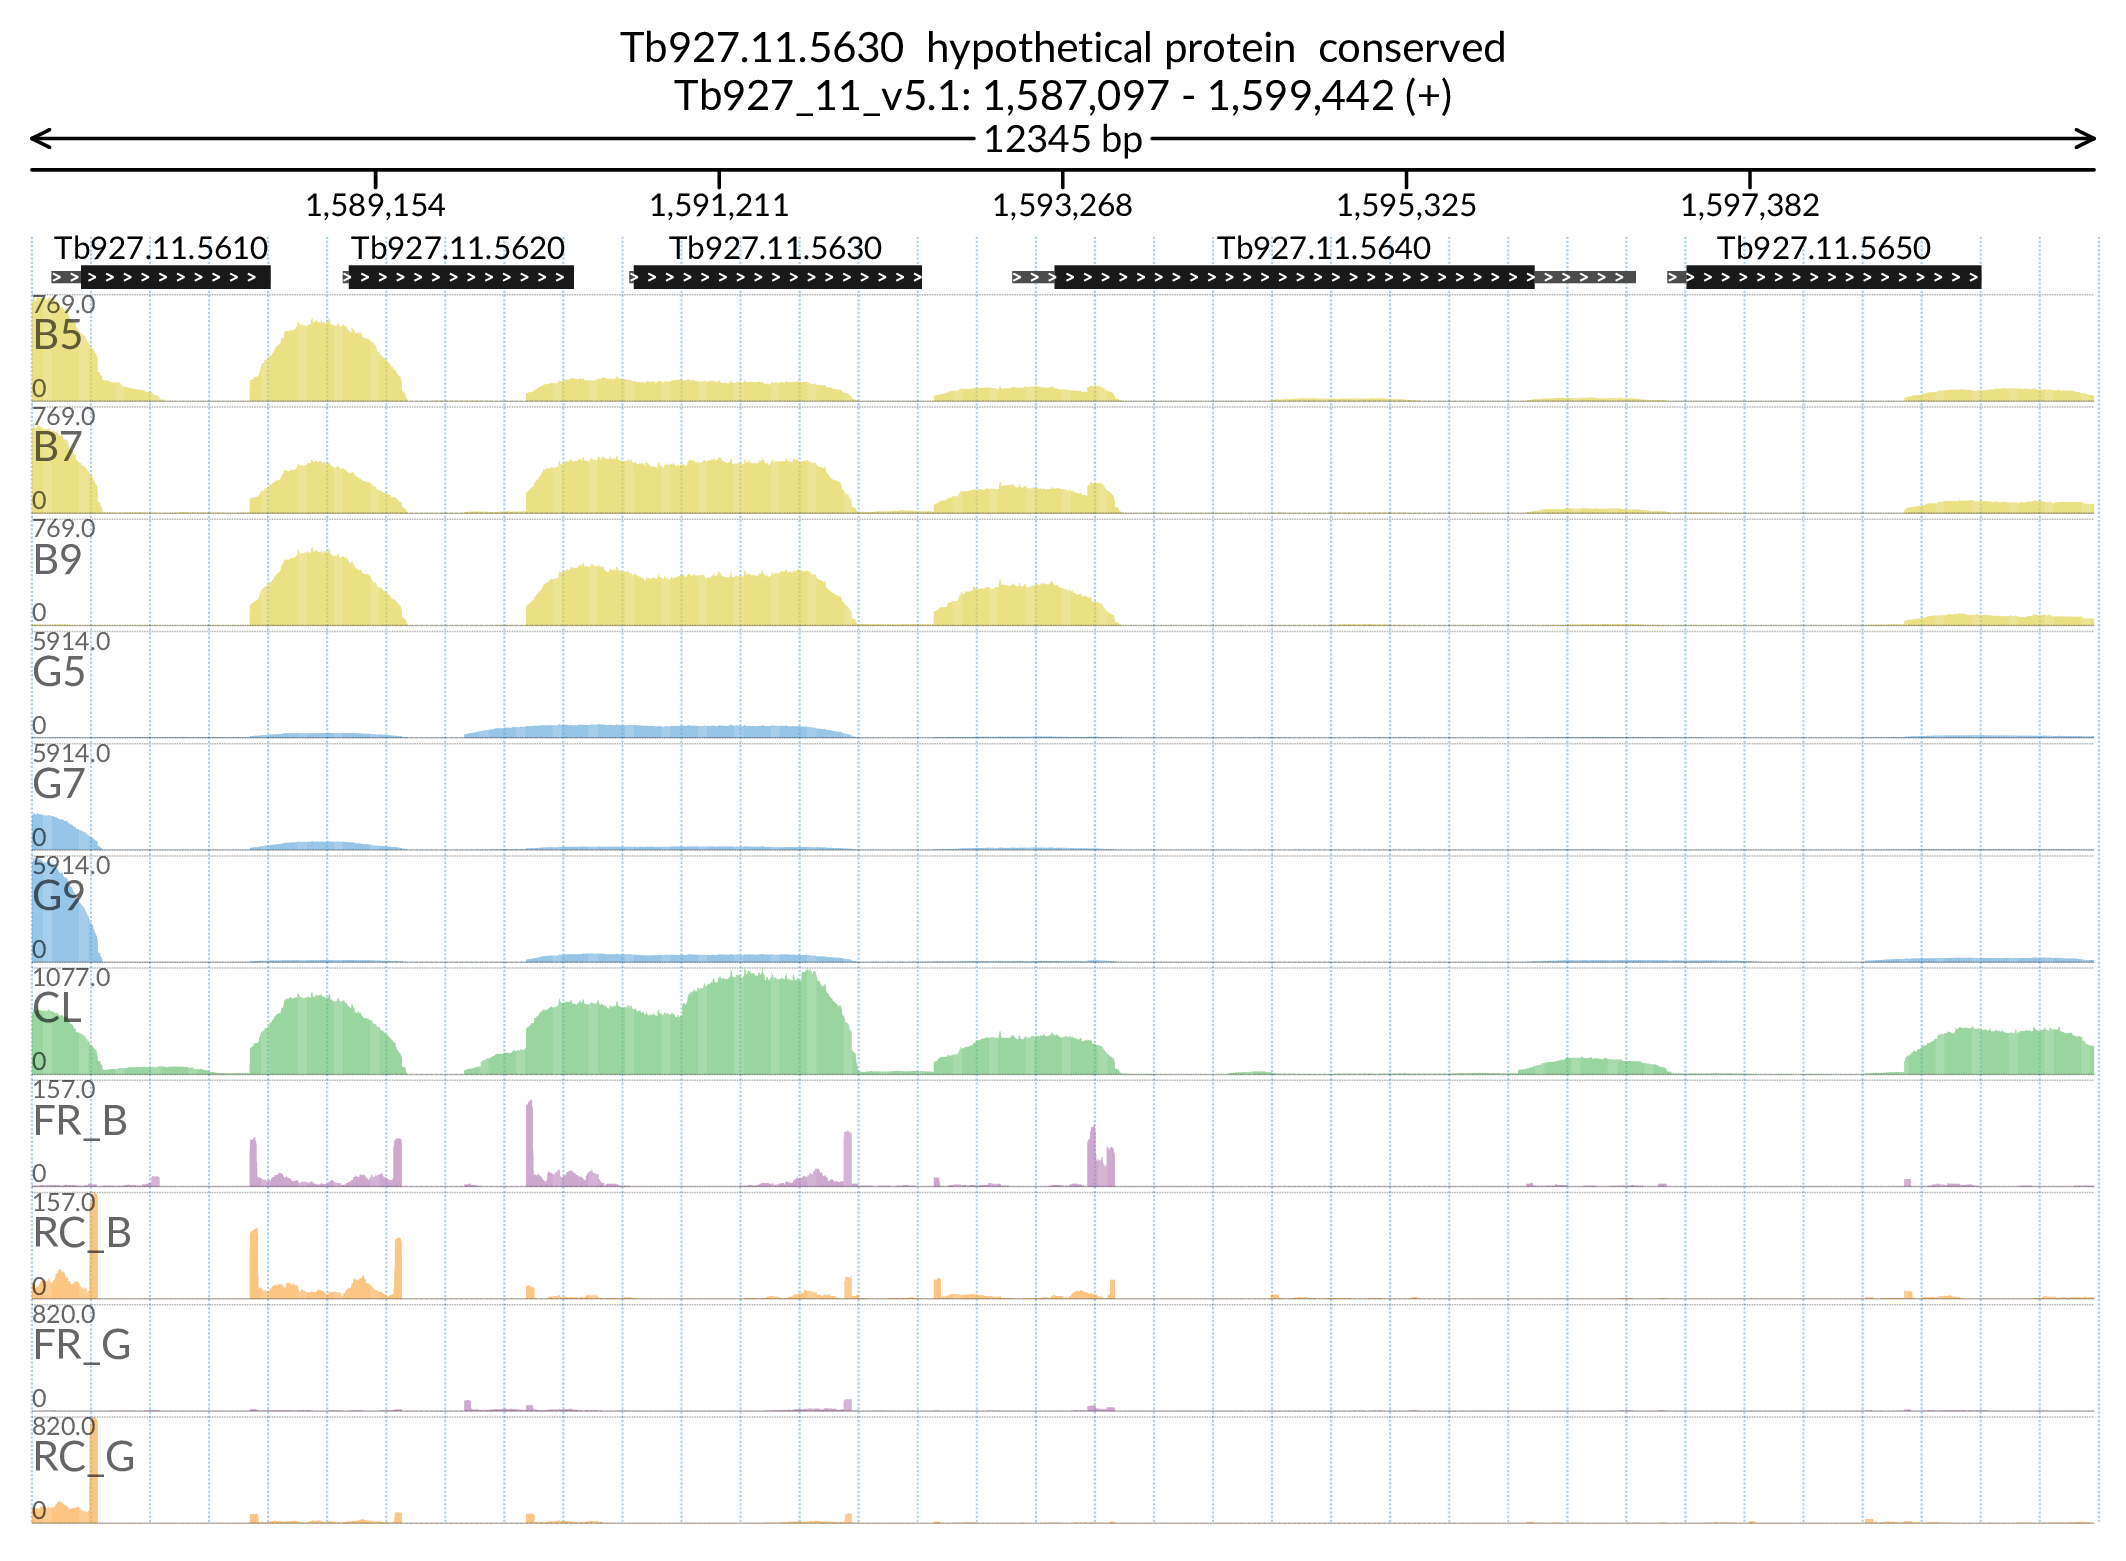 Tb927.11.5630  hypothetical protein  conserved
Tb927_11_v5.1: 1,587,097 - 1,599,442 (+)
12345 bp
1,589,154 1,591,211 1,593,268 1,595,325 1,597,382
Tb927.11.5610 Tb927.11.5620 Tb927.11.5630 Tb927.11.5640 Tb927.11.5650
769.0
B5
0
769.0
B7
0
769.0
B9
0
5914.0
G5
0
5914.0
G7
0
5914.0
G9
0
1077.0
CL
0
157.0
FR_B
0
157.0
RC_B
0
820.0
FR_G
0
820.0
RC_G
0